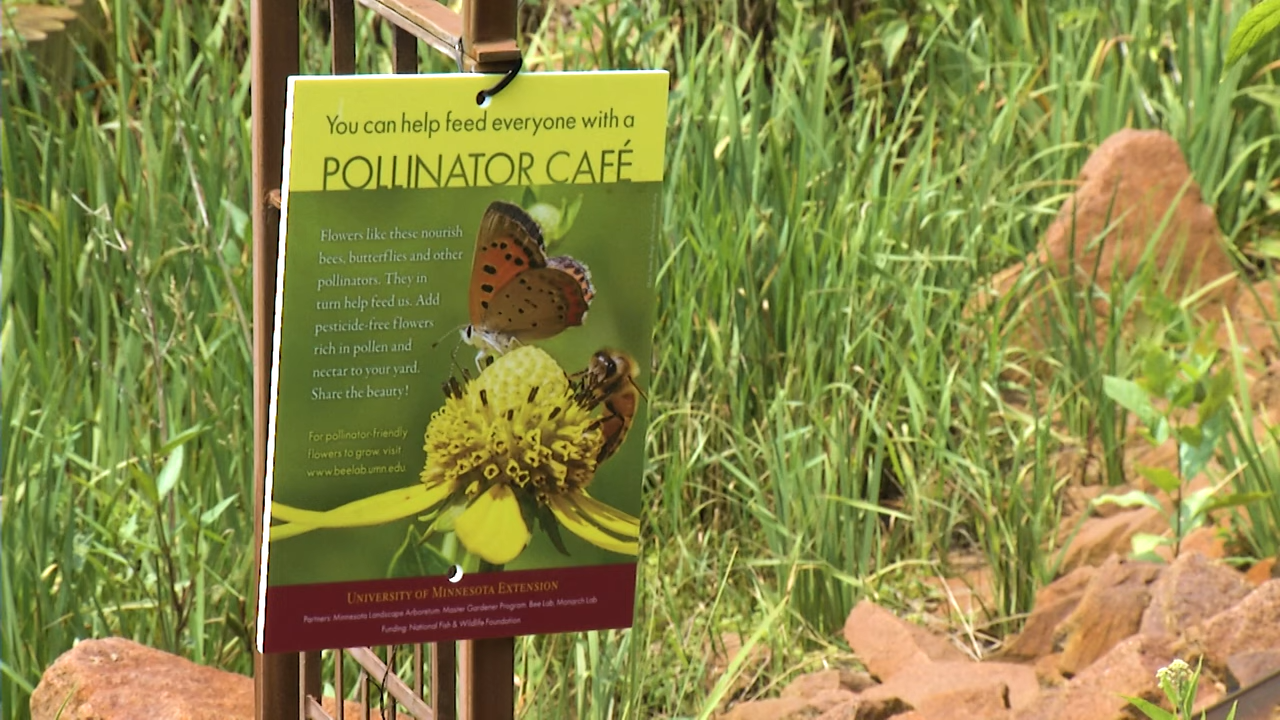 You can help feed everyone with a
POLLINATOR CAFÉ
Flowers like these nourish
bees, butterflies and other
pollinators. They in
turn help feed us. Add
pesticide-free flowers
rich in pollen and
nectar to your yard.
Share the beauty!
For pollinator-friendly
flowers to grow visit
www.beelab.umn.edu
UNIVERSITY OF MINNESOTA EXTENSION
Partners: Minnesota Landscape Arboretum. Master Gardener Program. Bee Lab. Monarch Lab
Funding: National Fish & Wildlife Foundation